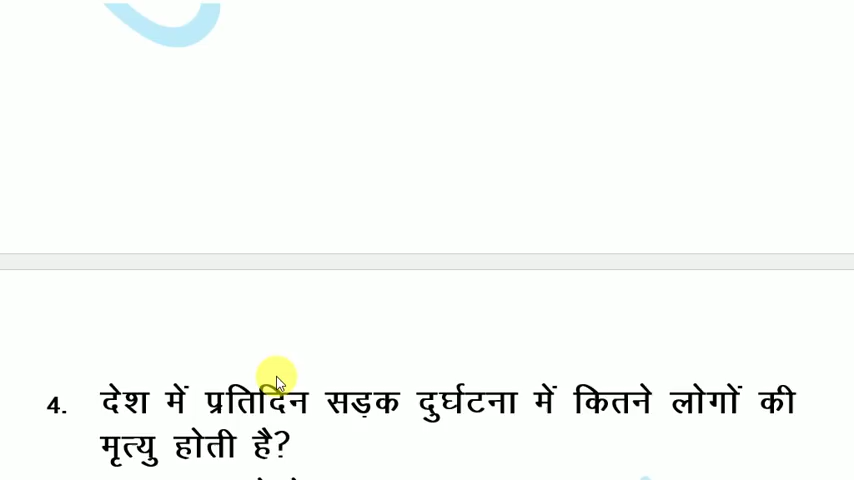 4. देश में प्रतिदिन सड़क दुर्घटना में कितने लोगों की
मृत्यु होती है?